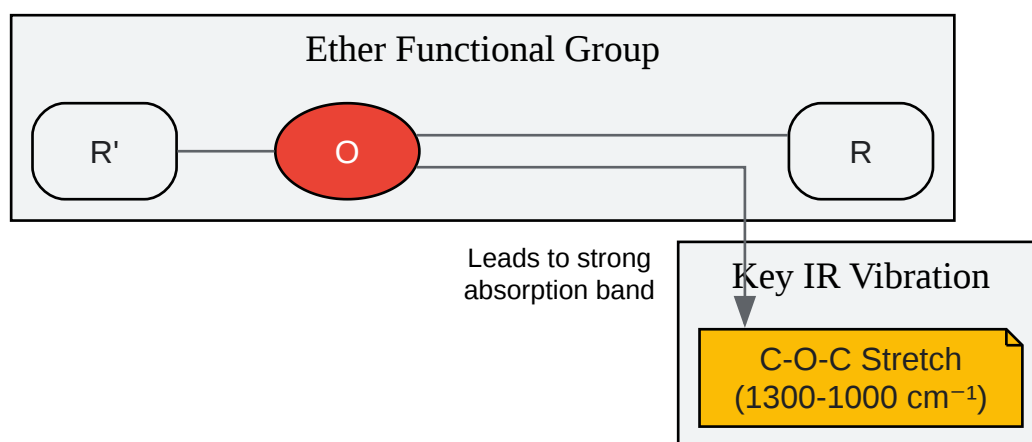 Ether Functional Group
R'
O
R
Leads to strong
absorption band
Key IR Vibration
C-O-C Stretch
(1300-1000 cm⁻¹)